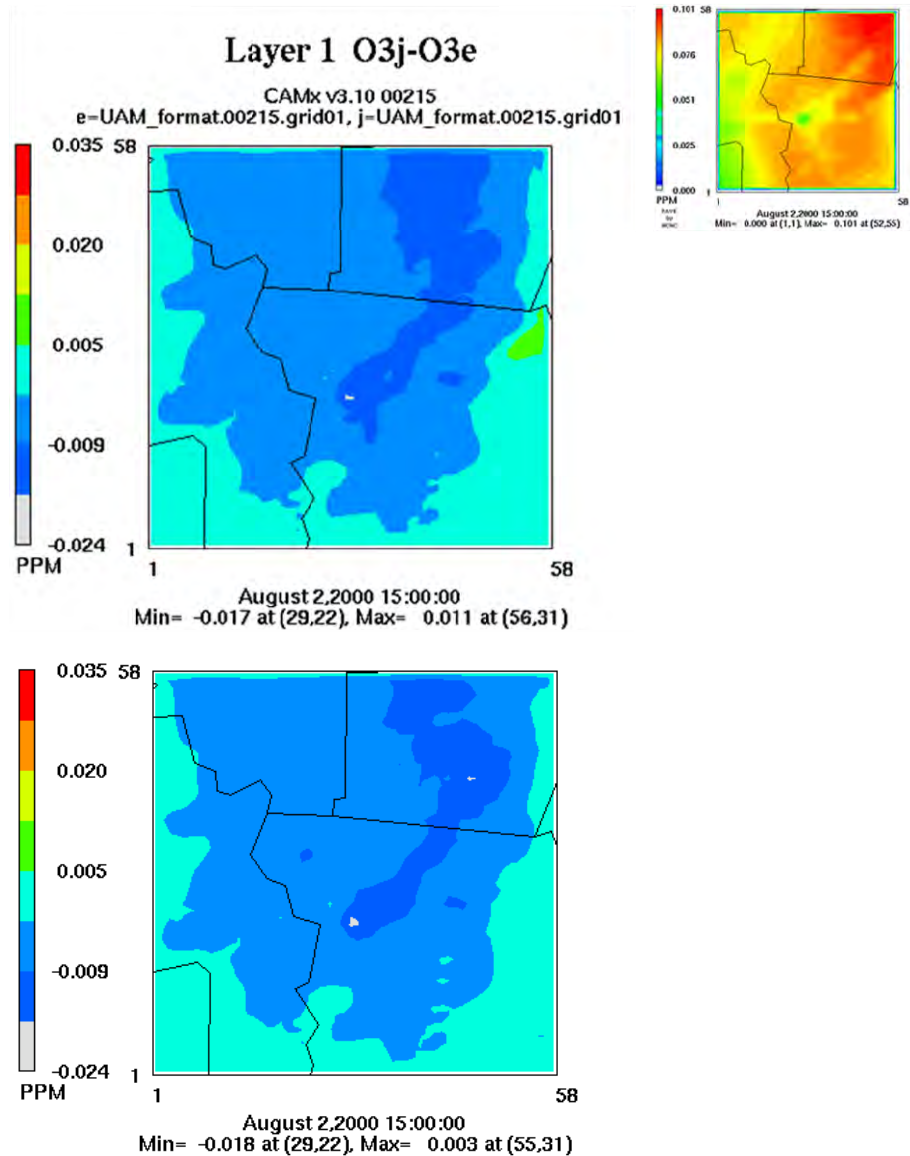 Layer 1 O3j-O3e
CAMx v3.10 00215
e=UAM_format.00215.grid01, j=UAM_format.00215.grid01
0.035
0.020
0.005
-0.009
-0.024
PPM
58
1
1
58
August 2,2000 15:00:00
Min= -0.017 at (29,22), Max= 0.011 at (56,31)
0.101
0.076
0.051
0.025
0.000
PPM
58
1
1
58
August 2,2000 15:00:00
Min= 0.000 at (1,1), Max= 0.101 at (52,55)
0.035
0.020
0.005
-0.009
-0.024
PPM
58
1
1
58
August 2,2000 15:00:00
Min= -0.018 at (29,22), Max= 0.003 at (55,31)